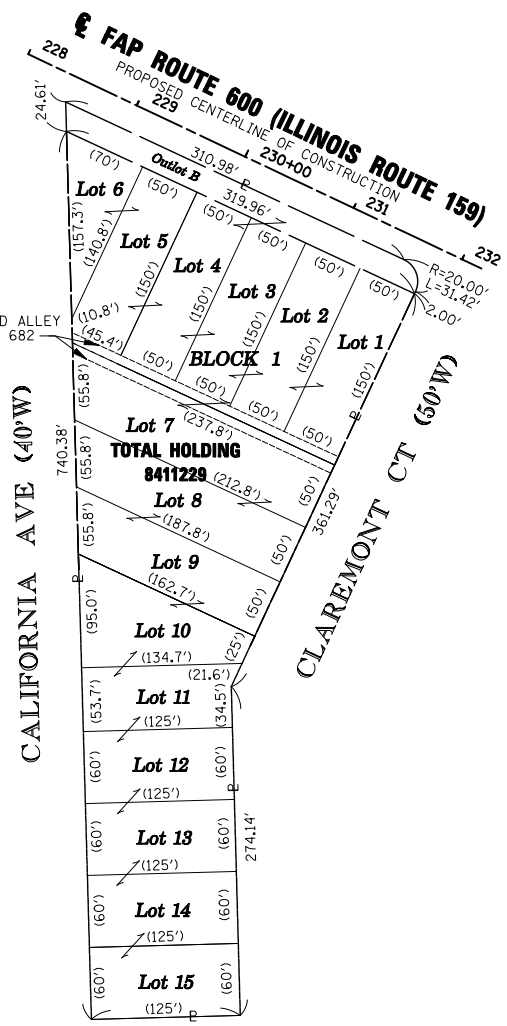 ℄ FAP ROUTE 600 (ILLINOIS ROUTE 159)
PROPOSED CENTERLINE OF CONSTRUCTION
228
229
230+00
231
232
24.61'
310.98'
319.96'
R=20.00'
L=31.42'
2.00'
Outlot B
(70')
(50')
(50')
(50')
(50')
(50')
Lot 6
Lot 5
Lot 4
Lot 3
Lot 2
Lot 1
(157.3')
(140.8')
(150')
(150')
(150')
(150')
(150')
(10.8')
(45.4')
(50')
(50')
(50')
(50')
BLOCK 1
D ALLEY
682
(55.8')
Lot 7
(237.8')
TOTAL HOLDING
8411229
740.38'
(55.8')
(212.8')
(50')
361.29'
Lot 8
(187.8')
(55.8')
(50')
Lot 9
(162.7')
(50')
(95.0')
Lot 10
(25')
(134.7')
(21.6')
Lot 11
(53.7')
(34.5')
(125')
Lot 12
(60')
(60')
(125')
Lot 13
(60')
(60')
274.14'
(125')
Lot 14
(60')
(60')
(125')
Lot 15
(60')
(60')
(125')
CALIFORNIA AVE (40'W)
CLAREMONT CT (50'W)